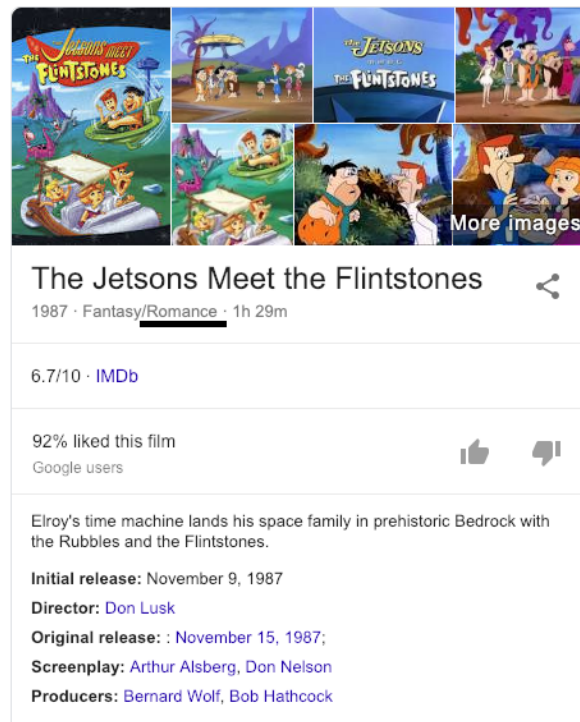 THE Jetsons MEET
THE FLINTSTONES
THE JETSONS
MEET
THE FLINTSTONES
More images
The Jetsons Meet the Flintstones
1987 · Fantasy/Romance · 1h 29m
6.7/10 · IMDb
92% liked this film
Google users
Elroy's time machine lands his space family in prehistoric Bedrock with
the Rubbles and the Flintstones.
Initial release: November 9, 1987
Director: Don Lusk
Original release: : November 15, 1987;
Screenplay: Arthur Alsberg, Don Nelson
Producers: Bernard Wolf, Bob Hathcock